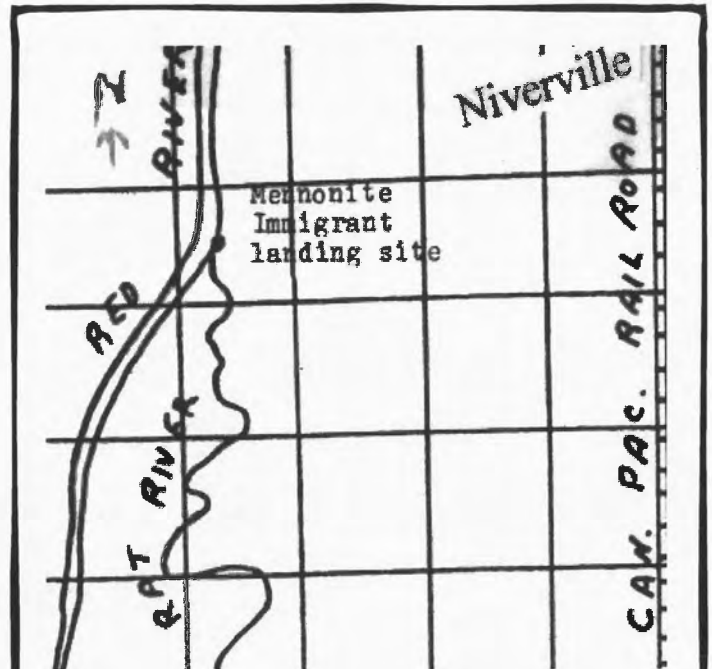 Niverville
N
RIVER
Mennonite
Immigrant
landing site
RED
RAT RIVER
CAN. PAC. RAIL ROAD